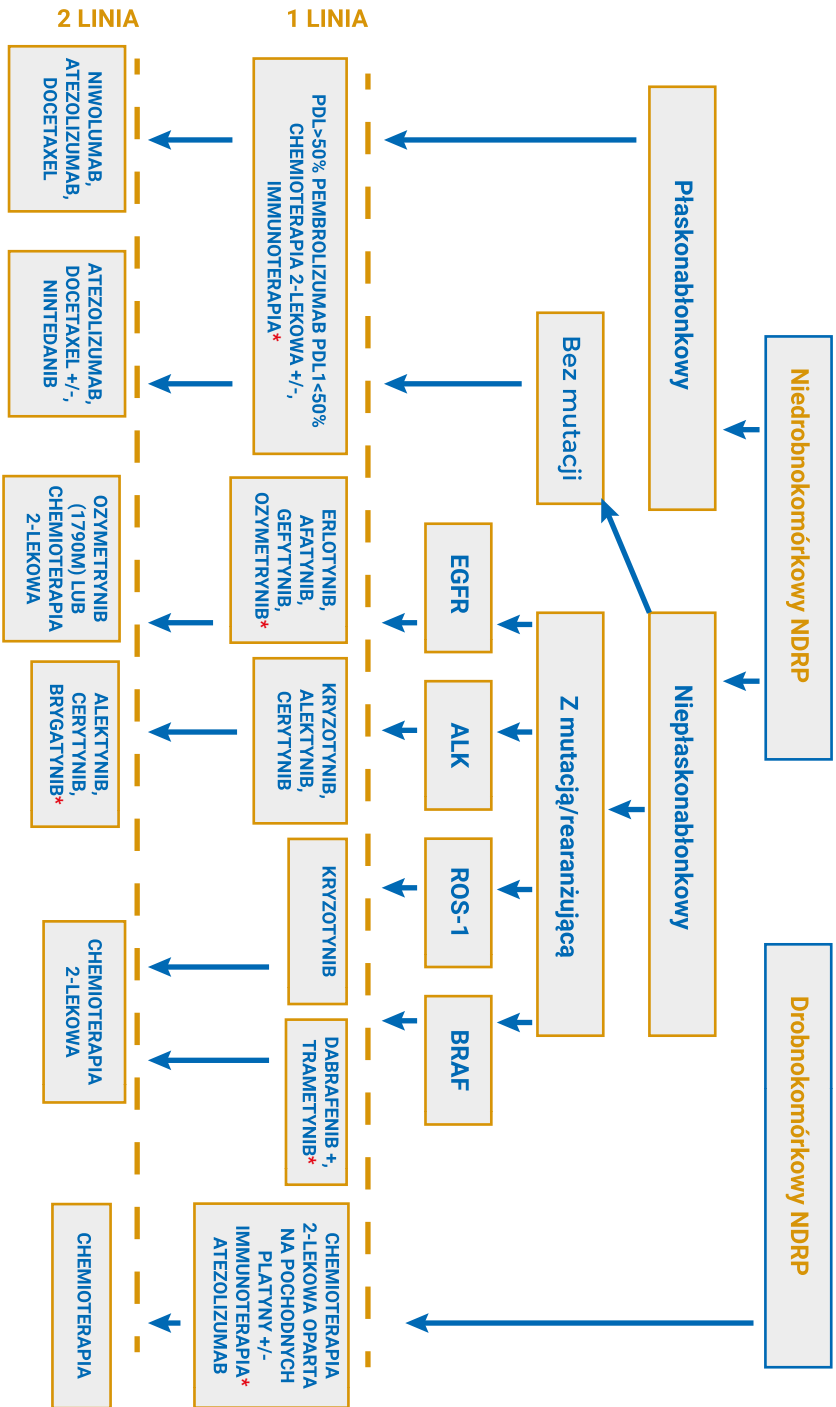 Niedrobnokomórkowy NDRP
Drobnokomórkowy NDRP
Płaskonabłonkowy
Niepłaskonabłonkowy
Bez mutacji
Z mutacją/rearanżującą
EGFR
ALK
ROS-1
BRAF
1 LINIA
PDL>50% PEMBROLIZUMAB PDL1<50%
CHEMIOTERAPIA 2-LEKOWA +/-,
IMMUNOTERAPIA*
ERLOTYNIB,
AFATYNIB,
GEFYTYNIB,
OZYMETRYNIB*
KRYZOTYNIB,
ALEKTYNIB,
CERYTYNIB
KRYZOTYNIB
DABRAFENIB +,
TRAMETYNIB*
CHEMIOTERAPIA
2-LEKOWA OPARTA
NA POCHODNYCH
PLATYNY +/-
IMMUNOTERAPIA*
ATEZOLIZUMAB
2 LINIA
NIWOLUMAB,
ATEZOLIZUMAB,
DOCETAXEL
ATEZOLIZUMAB,
DOCETAXEL +/-,
NINTEDANIB
OZYMETRYNIB
(1790M) LUB
CHEMIOTERAPIA
2-LEKOWA
ALEKTYNIB,
CERYTYNIB,
BRYGATYNIB*
CHEMIOTERAPIA
2-LEKOWA
CHEMIOTERAPIA